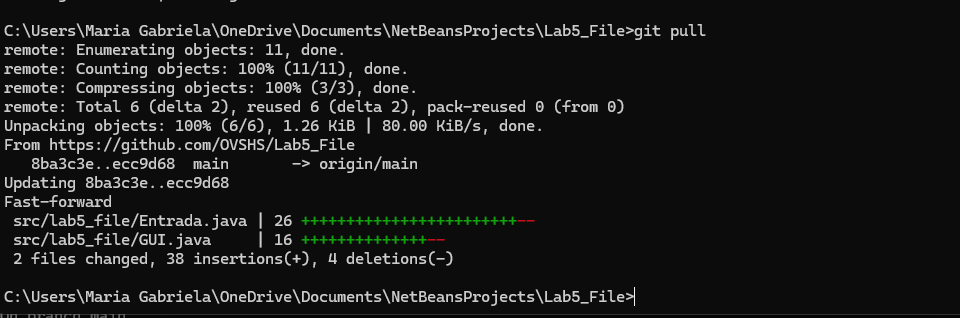 C:\Users\Maria Gabriela\OneDrive\Documents\NetBeansProjects\Lab5_File>git pull
remote: Enumerating objects: 11, done.
remote: Counting objects: 100% (11/11), done.
remote: Compressing objects: 100% (3/3), done.
remote: Total 6 (delta 2), reused 6 (delta 2), pack-reused 0 (from 0)
Unpacking objects: 100% (6/6), 1.26 KiB | 80.00 KiB/s, done.
From https://github.com/OVSHS/Lab5_File
   8ba3c3e..ecc9d68  main       -> origin/main
Updating 8ba3c3e..ecc9d68
Fast-forward
 src/lab5_file/Entrada.java | 26 ++++++++++++++++++++++++--
 src/lab5_file/GUI.java     | 16 ++++++++++++++--
 2 files changed, 38 insertions(+), 4 deletions(-)
C:\Users\Maria Gabriela\OneDrive\Documents\NetBeansProjects\Lab5_File>
On branch main